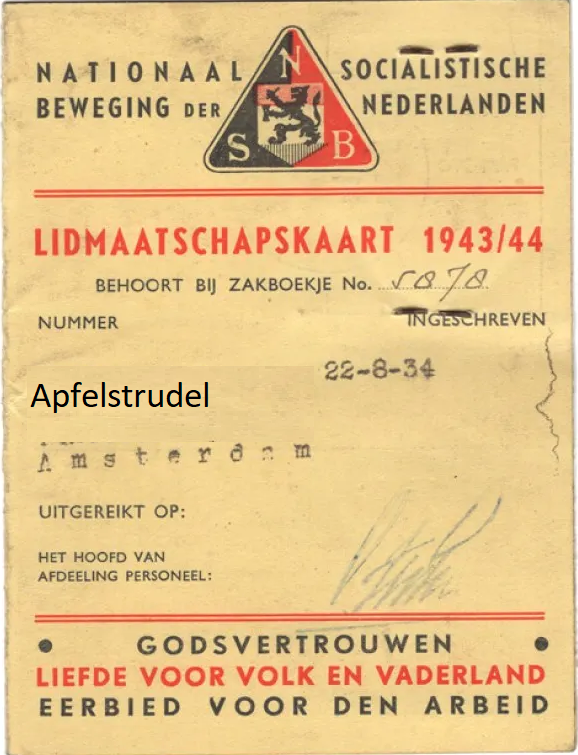 NATIONAAL SOCIALISTISCHE
BEWEGING DER NEDERLANDEN
N
S B
LIDMAATSCHAPSKAART 1943/44
BEHOORT BIJ ZAKBOEKJE No. 5878
NUMMER INGESCHREVEN
22-8-34
Apfelstrudel
Amsterdam
UITGEREIKT OP:
HET HOOFD VAN
AFDEELING PERSONEEL:
• GODSVERTROUWEN •
LIEFDE VOOR VOLK EN VADERLAND
EERBIED VOOR DEN ARBEID